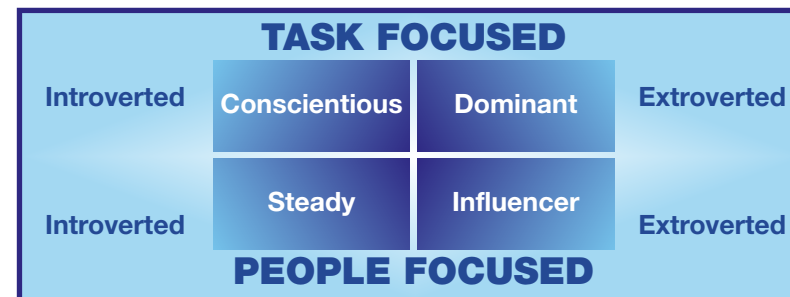 TASK FOCUSED
Introverted Conscientious Dominant Extroverted
Introverted Steady Influencer Extroverted
PEOPLE FOCUSED